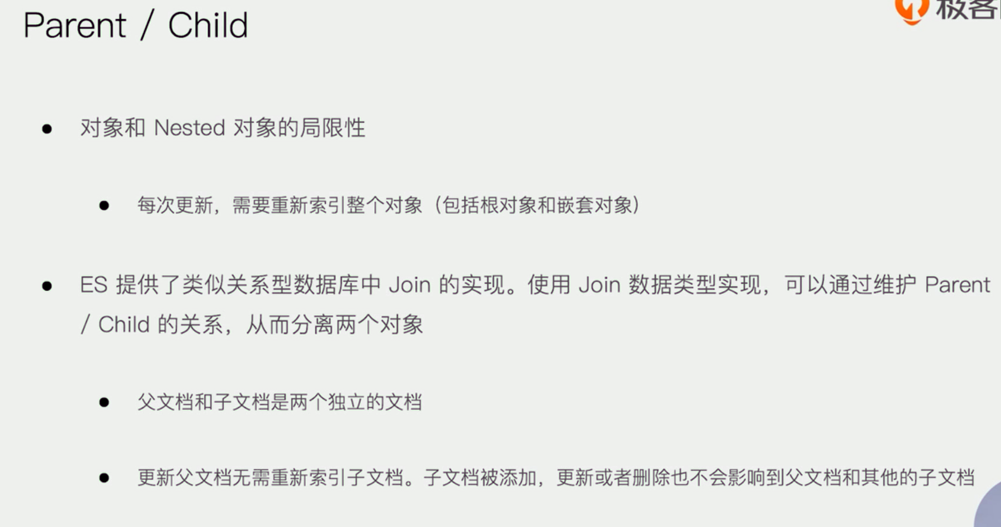 Parent / Child
极客
对象和 Nested 对象的局限性
每次更新，需要重新索引整个对象（包括根对象和嵌套对象）
ES 提供了类似关系型数据库中 Join 的实现。使用 Join 数据类型实现，可以通过维护 Parent
/ Child 的关系，从而分离两个对象
父文档和子文档是两个独立的文档
更新父文档无需重新索引子文档。子文档被添加，更新或者删除也不会影响到父文档和其他的子文档